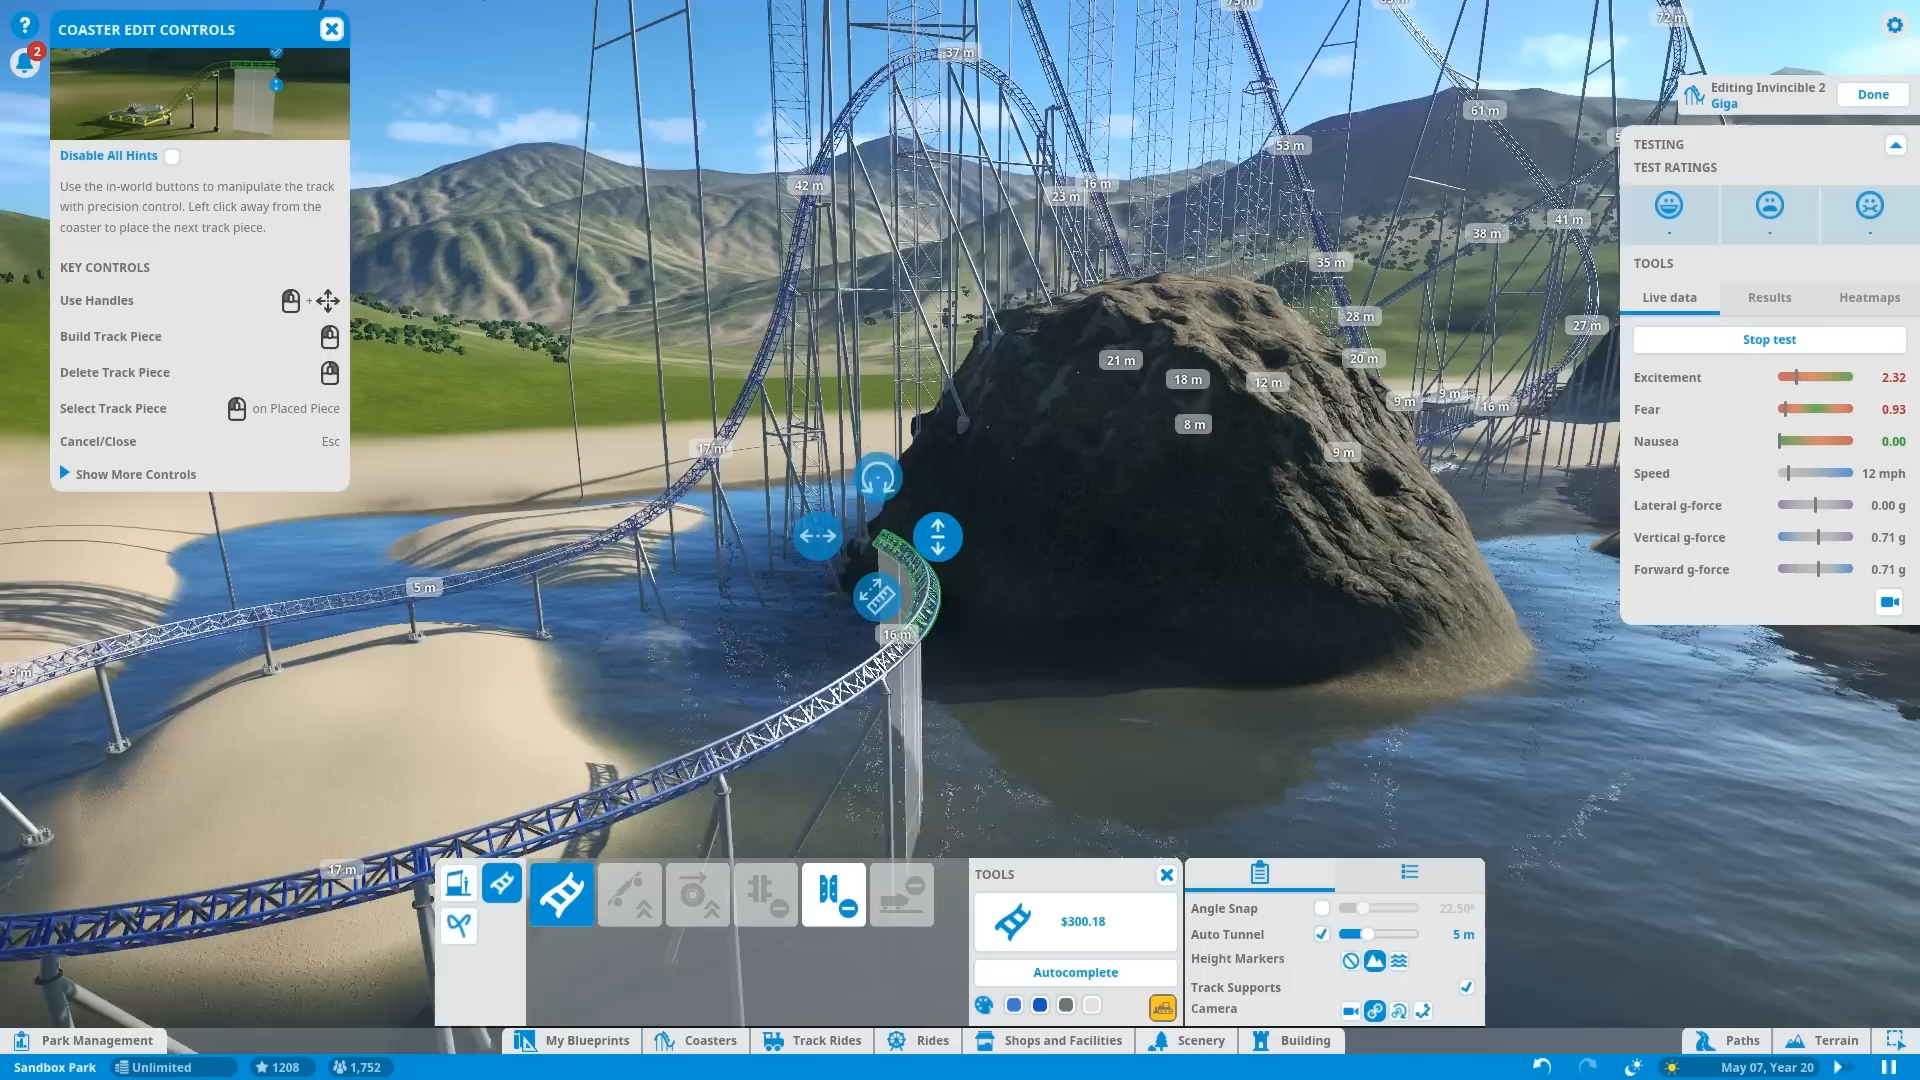 ?
2
COASTER EDIT CONTROLS
Disable All Hints
Use the in-world buttons to manipulate the track
with precision control. Left click away from the
coaster to place the next track piece.
KEY CONTROLS
Use Handles
+
Build Track Piece
Delete Track Piece
Select Track Piece
on Placed Piece
Cancel/Close
Esc
Show More Controls
37 m
72 m
61 m
53 m
42 m
16 m
23 m
41 m
38 m
35 m
28 m
27 m
20 m
21 m
18 m
12 m
9 m
9 m
16 m
8 m
17 m
9 m
5 m
16 m
9 m
17 m
Editing Invincible 2
Giga
Done
TESTING
TEST RATINGS
- - -
TOOLS
Live data
Results
Heatmaps
Stop test
Excitement 2.32
Fear 0.93
Nausea 0.00
Speed 12 mph
Lateral g-force 0.00 g
Vertical g-force 0.71 g
Forward g-force 0.71 g
TOOLS
$300.18
Autocomplete
Angle Snap 22.50°
Auto Tunnel 5 m
Height Markers
Track Supports
Camera
Park Management
My Blueprints
Coasters
Track Rides
Rides
Shops and Facilities
Scenery
Building
Paths
Terrain
Sandbox Park
Unlimited
1208
1,752
May 07, Year 20